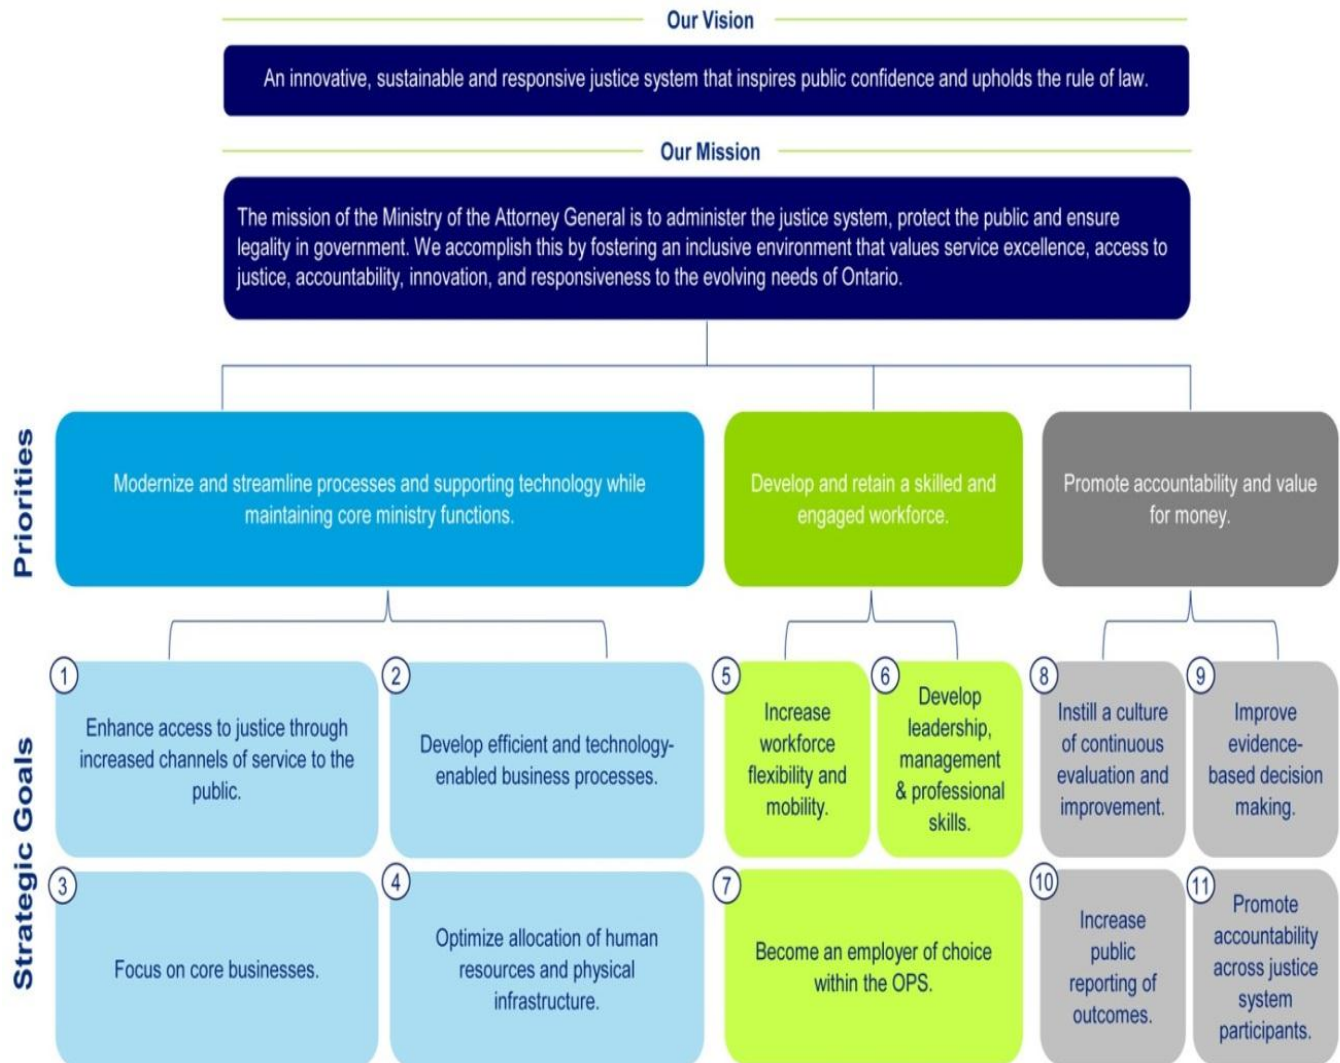 Our Vision
An innovative, sustainable and responsive justice system that inspires public confidence and upholds the rule of law.
Our Mission
The mission of the Ministry of the Attorney General is to administer the justice system, protect the public and ensure
legality in government. We accomplish this by fostering an inclusive environment that values service excellence, access to
justice, accountability, innovation, and responsiveness to the evolving needs of Ontario.
Priorities
Modernize and streamline processes and supporting technology while
maintaining core ministry functions.
Develop and retain a skilled and
engaged workforce.
Promote accountability and value
for money.
Strategic Goals
1
Enhance access to justice through
increased channels of service to the
public.
2
Develop efficient and technology-
enabled business processes.
3
Focus on core businesses.
4
Optimize allocation of human
resources and physical
infrastructure.
5
Increase
workforce
flexibility and
mobility.
6
Develop
leadership,
management
& professional
skills.
7
Become an employer of choice
within the OPS.
8
Instill a culture
of continuous
evaluation and
improvement.
9
Improve
evidence-
based decision
making.
10
Increase
public
reporting of
outcomes.
11
Promote
accountability
across justice
system
participants.